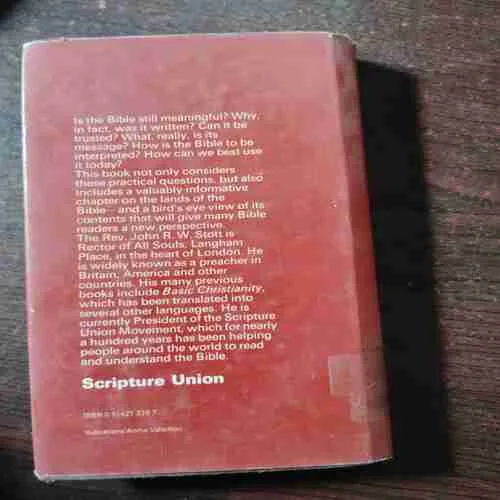 Is the Bible still meaningful? Why,
in fact, was it written? Can it be
trusted? What, really, is its
message? How is the Bible to be
interpreted? How can we best use
it today?
This book not only considers
these practical questions, but also
includes a valuably informative
chapter on the lands of the
Bible—and a bird's eye view of its
contents that will give many Bible
readers a new perspective.
The Rev. John R. W. Stott is
Rector of All Souls, Langham
Place, in the heart of London. He
is widely known as a preacher in
Britain, America and other
countries. His many previous
books include Basic Christianity,
which has been translated into
several other languages. He is
currently President of the Scripture
Union Movement, which for nearly
a hundred years has been helping
people around the world to read
and understand the Bible.
Scripture Union
ISBN 0